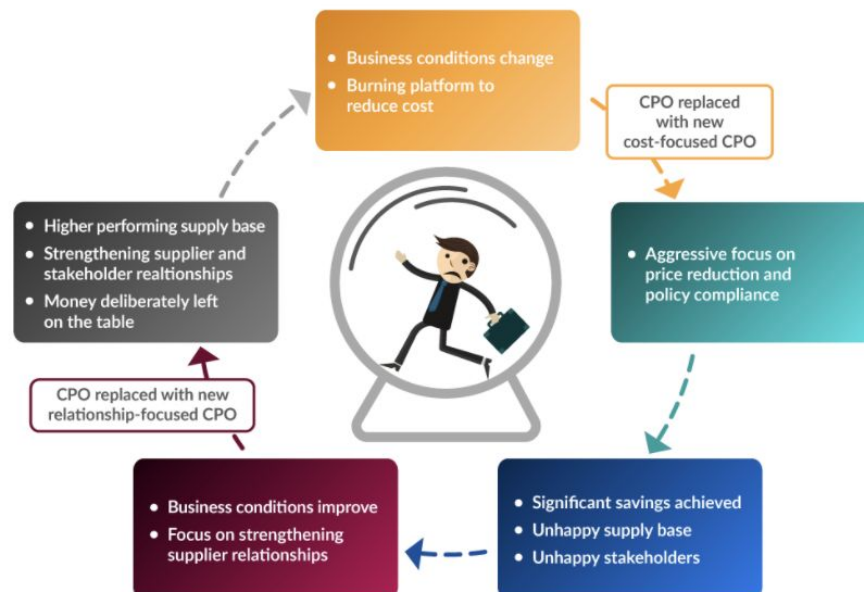 • Business conditions change
• Burning platform to
reduce cost
CPO replaced
with new
cost-focused CPO
• Aggressive focus on
price reduction and
policy compliance
• Significant savings achieved
• Unhappy supply base
• Unhappy stakeholders
• Business conditions improve
• Focus on strengthening
supplier relationships
CPO replaced with new
relationship-focused CPO
• Higher performing supply base
• Strengthening supplier and
stakeholder realtionships
• Money deliberately left
on the table